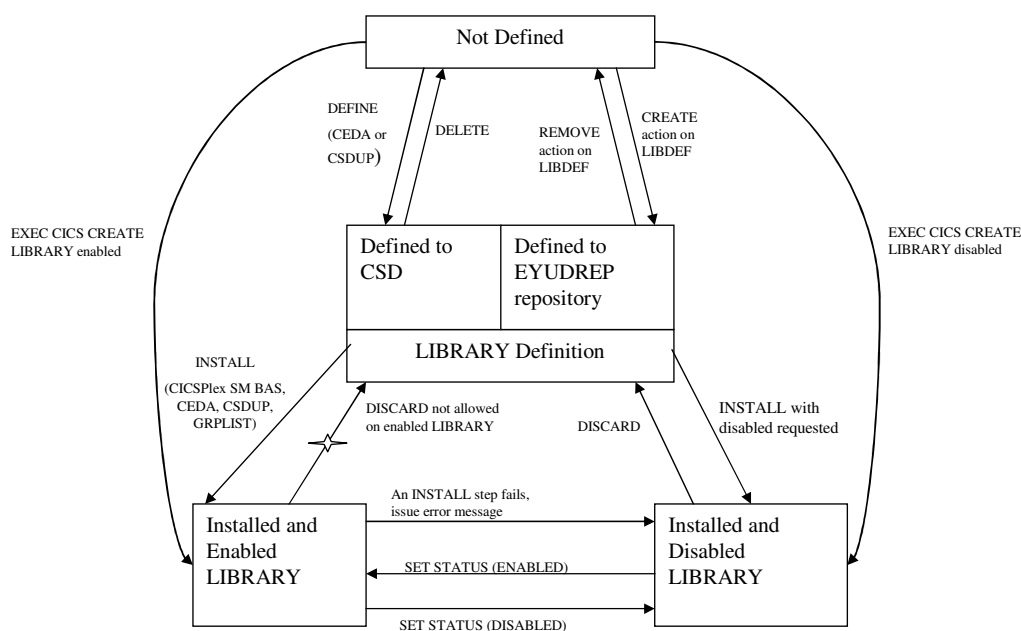 Not Defined
DEFINE
(CEDA or
CSDUP)
DELETE
REMOVE
action on
LIBDEF
CREATE
action on
LIBDEF
EXEC CICS CREATE
LIBRARY enabled
EXEC CICS CREATE
LIBRARY disabled
Defined to
CSD
Defined to
EYUDREP
repository
LIBRARY Definition
INSTALL
(CICSPlex SM BAS,
CEDA, CSDUP,
GRPLIST)
DISCARD not allowed
on enabled LIBRARY
DISCARD
INSTALL with
disabled requested
Installed and
Enabled
LIBRARY
An INSTALL step fails,
issue error message
SET STATUS (ENABLED)
SET STATUS (DISABLED)
Installed and
Disabled
LIBRARY